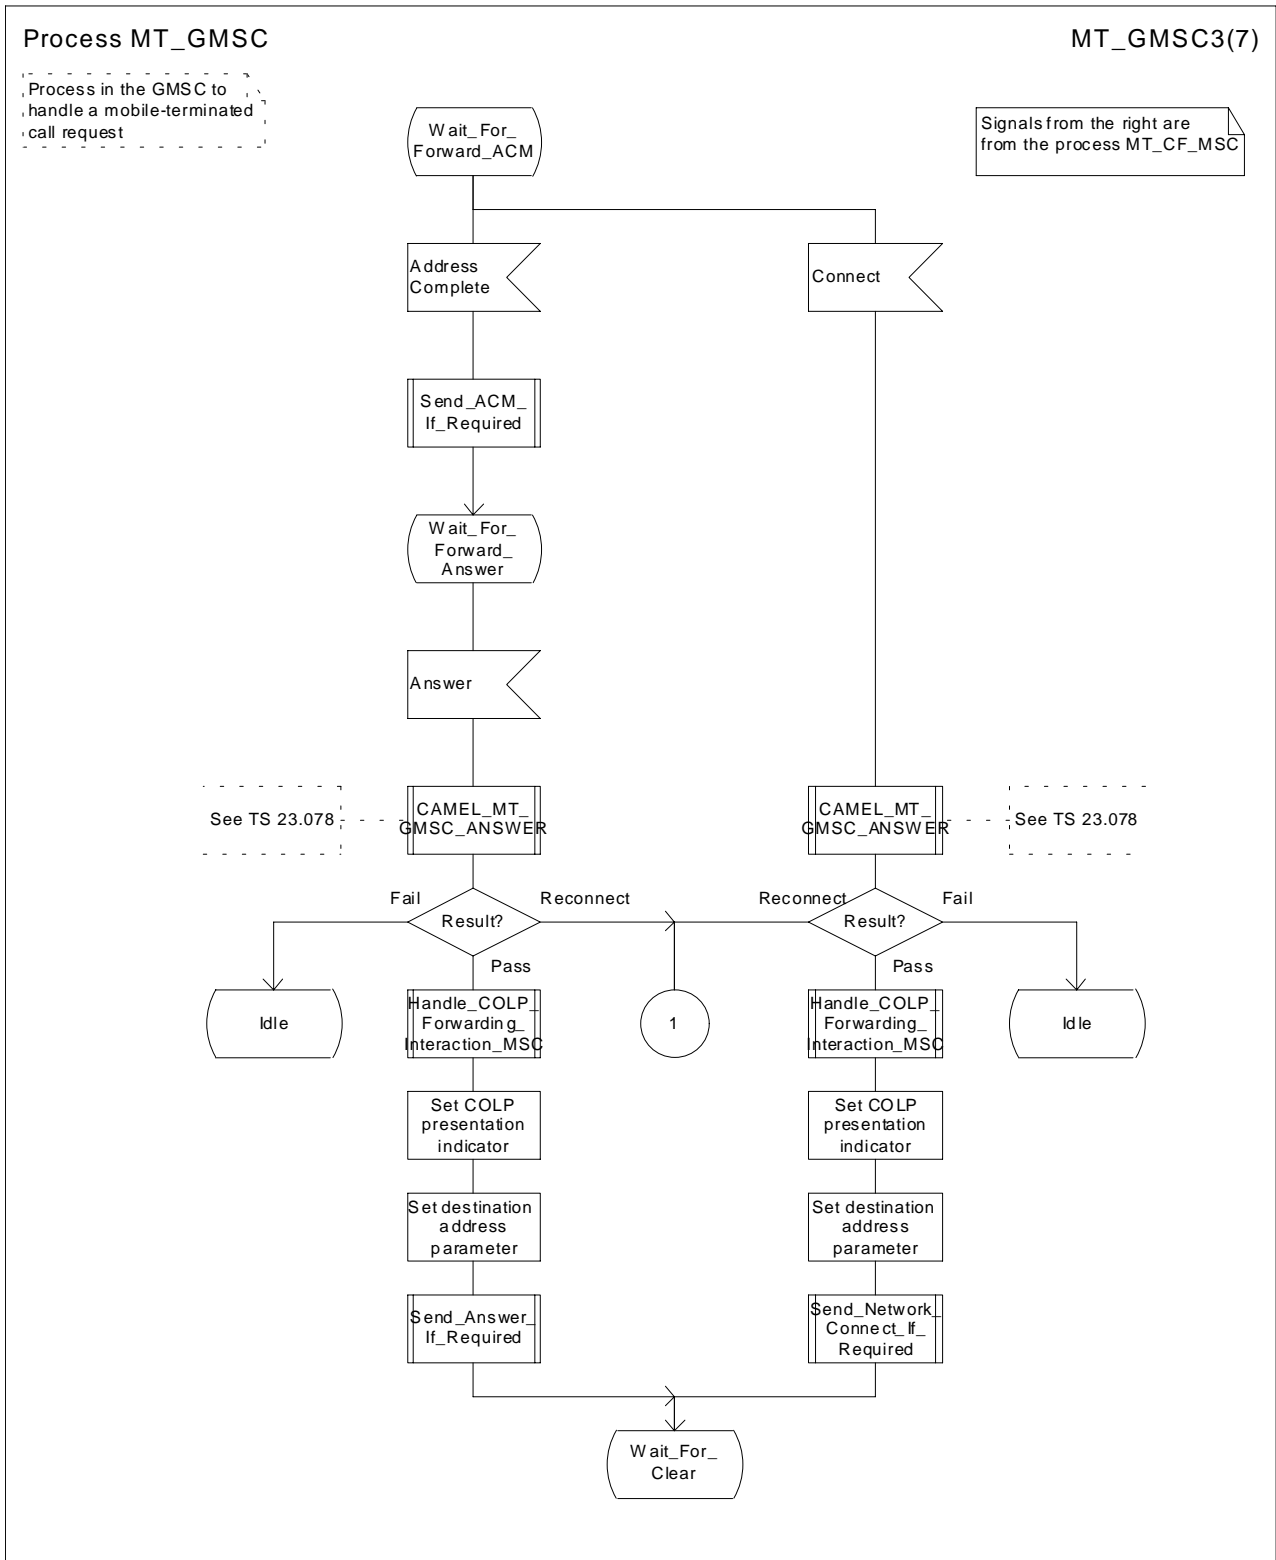 Process MT_GMSC
MT_GMSC3(7)
Process in the GMSC to
handle a mobile-terminated
call request
Signals from the right are
from the process MT_CF_MSC
Wait_For_
Forward_ACM
Address
Complete
Connect
Send_ACM_
If_Required
Wait_For_
Forward_
Answer
Answer
See TS 23.078
CAMEL_MT_
GMSC_ANSWER
CAMEL_MT_
GMSC_ANSWER
See TS 23.078
Fail
Result?
Reconnect
Reconnect
Result?
Fail
Pass
Pass
Idle
Handle_COLP_
Forwarding_
Interaction_MSC
1
Handle_COLP_
Forwarding_
Interaction_MSC
Idle
Set COLP
presentation
indicator
Set COLP
presentation
indicator
Set destination
address
parameter
Set destination
address
parameter
Send_Answer_
If_Required
Send_Network_
Connect_If_
Required
Wait_For_
Clear